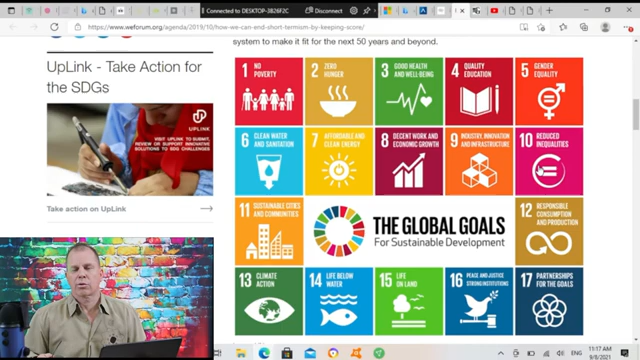 Connected to DESKTOP-3B26F2C
Disconnect
https://www.weforum.org/agenda/2019/10/how-we-can-end-short-termism-by-keeping-score/
system to make it fit for the next 50 years and beyond.
UpLink - Take Action for
the SDGs
UPLINK
VISIT UPLINK TO SUBMIT,
REVIEW OR SUPPORT INNOVATIVE
SOLUTIONS TO SDG CHALLENGES
Take action on UpLink
1 NO
POVERTY
2 ZERO
HUNGER
3 GOOD HEALTH
AND WELL-BEING
4 QUALITY
EDUCATION
5 GENDER
EQUALITY
6 CLEAN WATER
AND SANITATION
7 AFFORDABLE AND
CLEAN ENERGY
8 DECENT WORK AND
ECONOMIC GROWTH
9 INDUSTRY, INNOVATION
AND INFRASTRUCTURE
10 REDUCED
INEQUALITIES
11 SUSTAINABLE CITIES
AND COMMUNITIES
THE GLOBAL GOALS
For Sustainable Development
12 RESPONSIBLE
CONSUMPTION
AND PRODUCTION
13 CLIMATE
ACTION
14 LIFE BELOW
WATER
15 LIFE
ON LAND
16 PEACE AND JUSTICE
STRONG INSTITUTIONS
17 PARTNERSHIPS
FOR THE GOALS
11:17 AM
9/8/2021